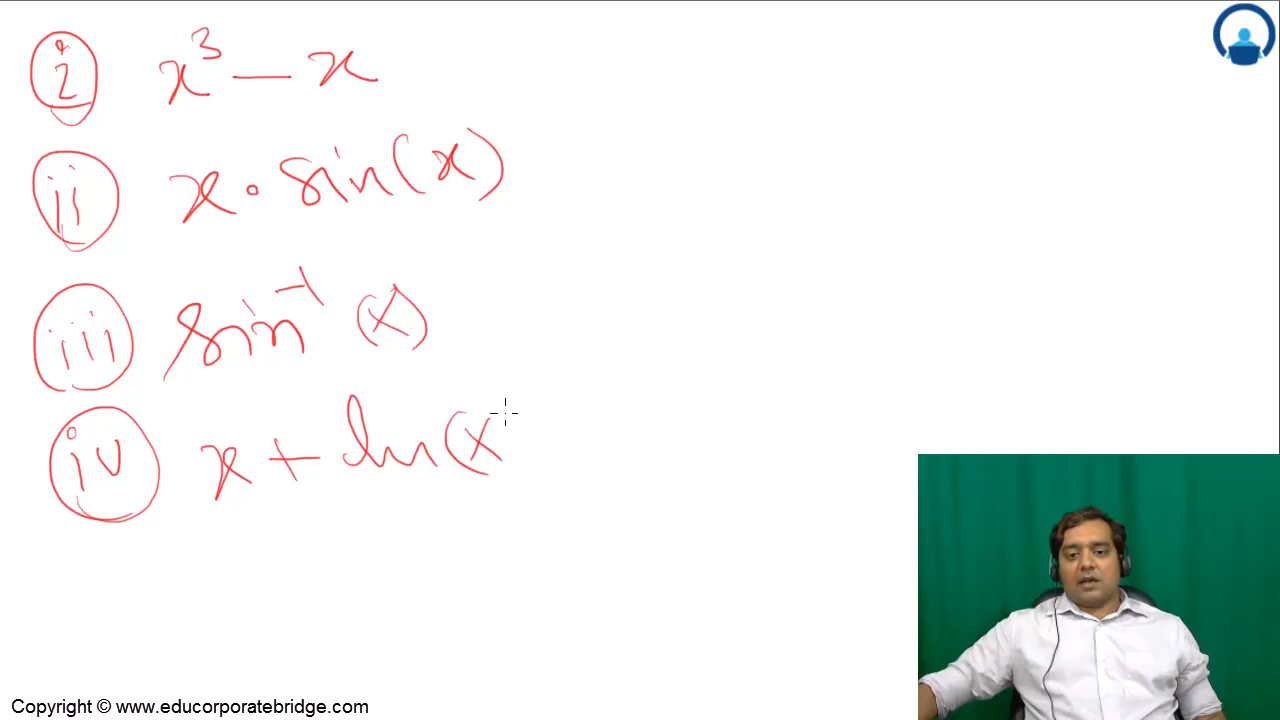 i x³ — x
ii x · sin(x)
iii sin⁻¹ (x)
iv x + ln(x
Copyright © www.educorporatebridge.com